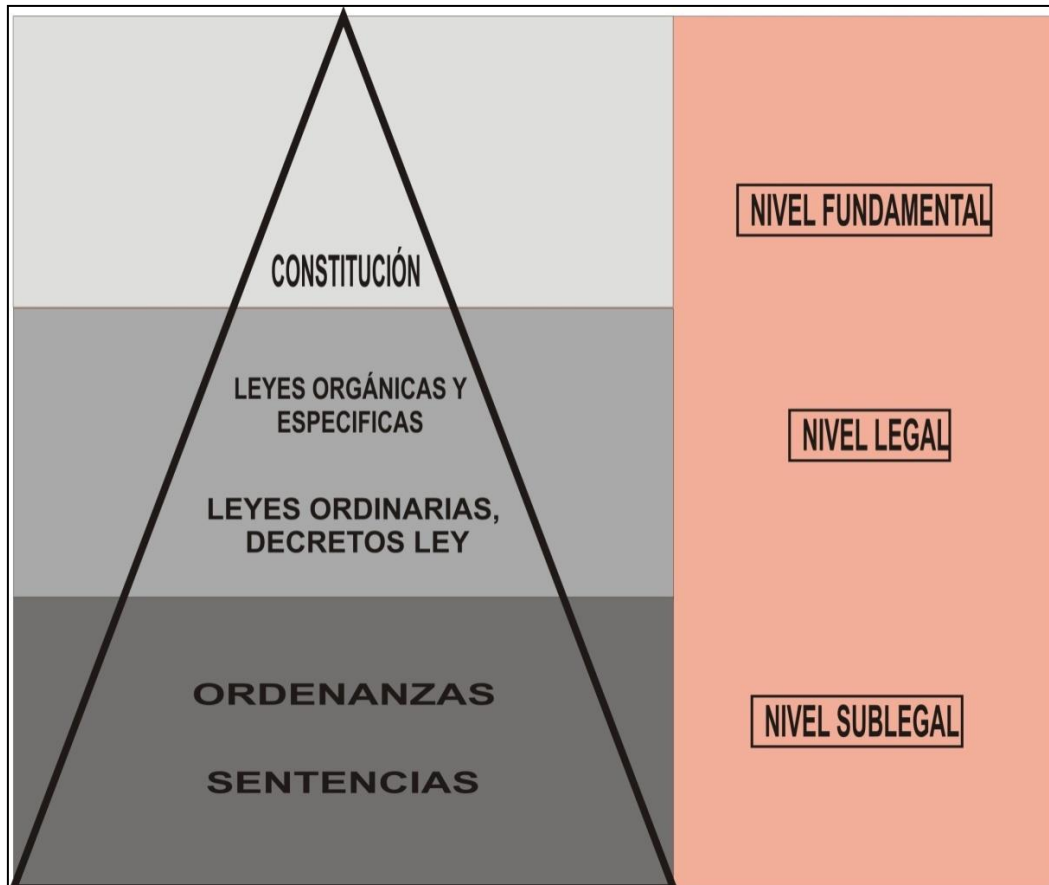 NIVEL FUNDAMENTAL
CONSTITUCIÓN
LEYES ORGÁNICAS Y
ESPECIFICAS
NIVEL LEGAL
LEYES ORDINARIAS,
DECRETOS LEY
ORDENANZAS
NIVEL SUBLEGAL
SENTENCIAS